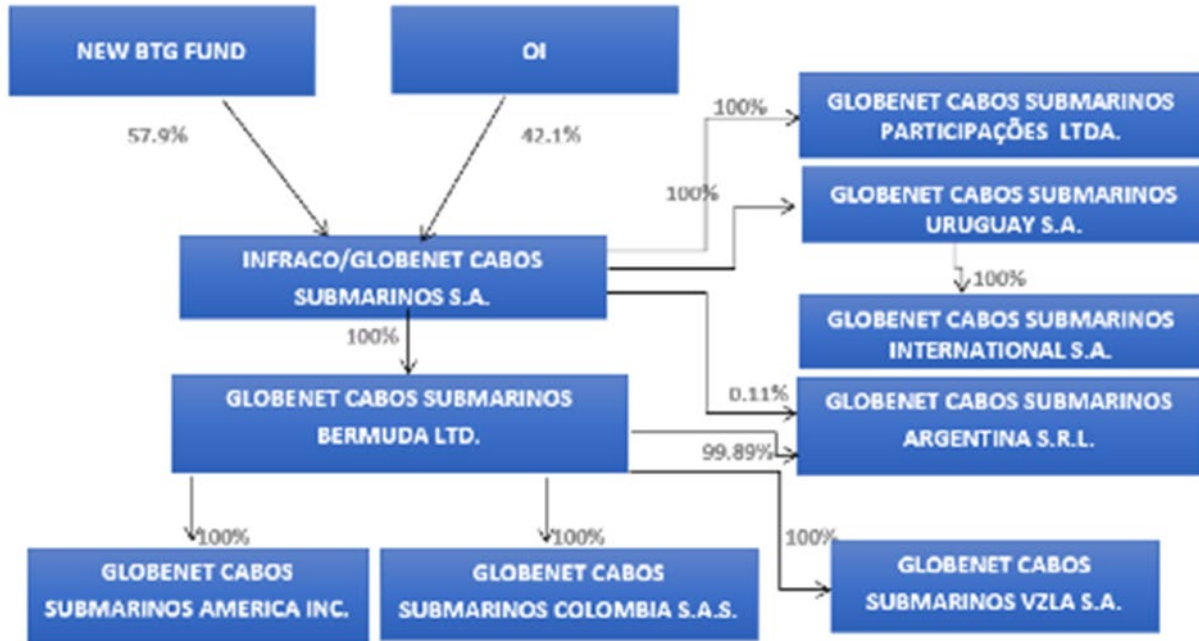 NEW BTG FUND
OI
57.9%
42.1%
100%
GLOBENET CABOS SUBMARINOS
PARTICIPAÇÕES LTDA.
100%
GLOBENET CABOS SUBMARINOS
URUGUAY S.A.
INFRACO/GLOBENET CABOS
SUBMARINOS S.A.
100%
100%
GLOBENET CABOS SUBMARINOS
INTERNATIONAL S.A.
GLOBENET CABOS SUBMARINOS
BERMUDA LTD.
0.11%
GLOBENET CABOS SUBMARINOS
ARGENTINA S.R.L.
99.89%
100%
100%
100%
GLOBENET CABOS
SUBMARINOS AMERICA INC.
GLOBENET CABOS
SUBMARINOS COLOMBIA S.A.S.
GLOBENET CABOS
SUBMARINOS VZLA S.A.